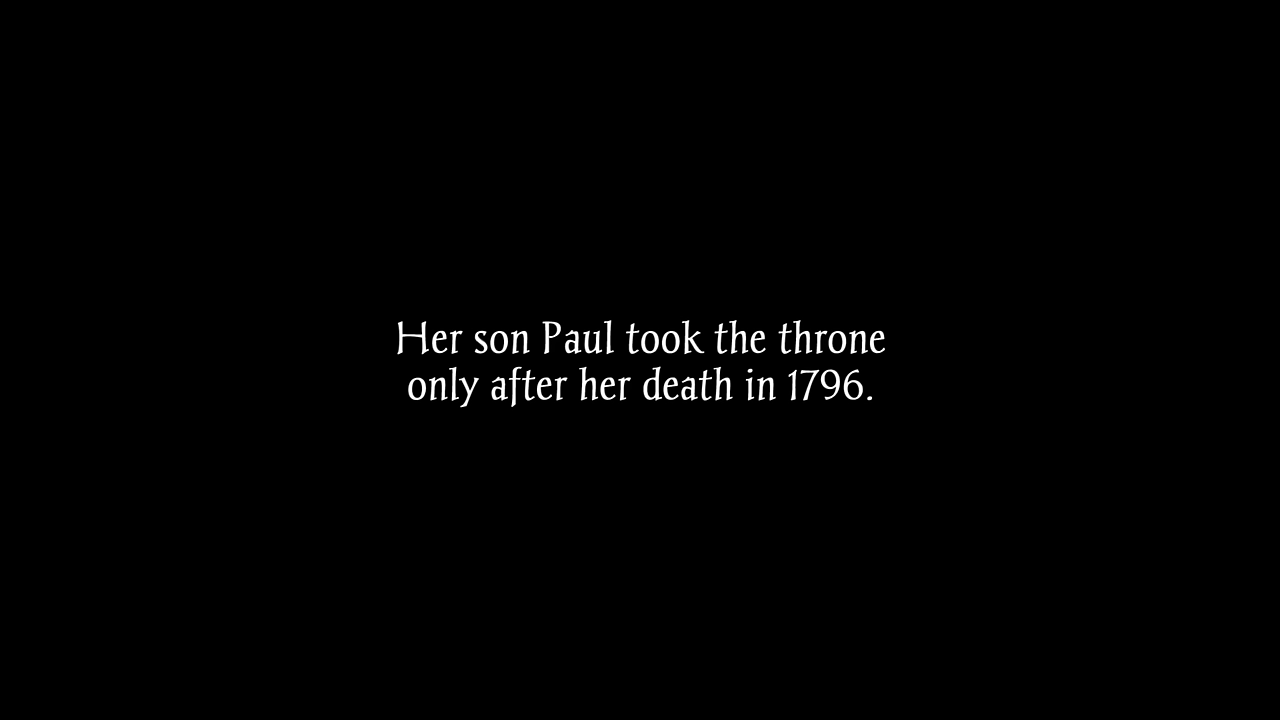 Her son Paul took the throne
only after her death in 1796.